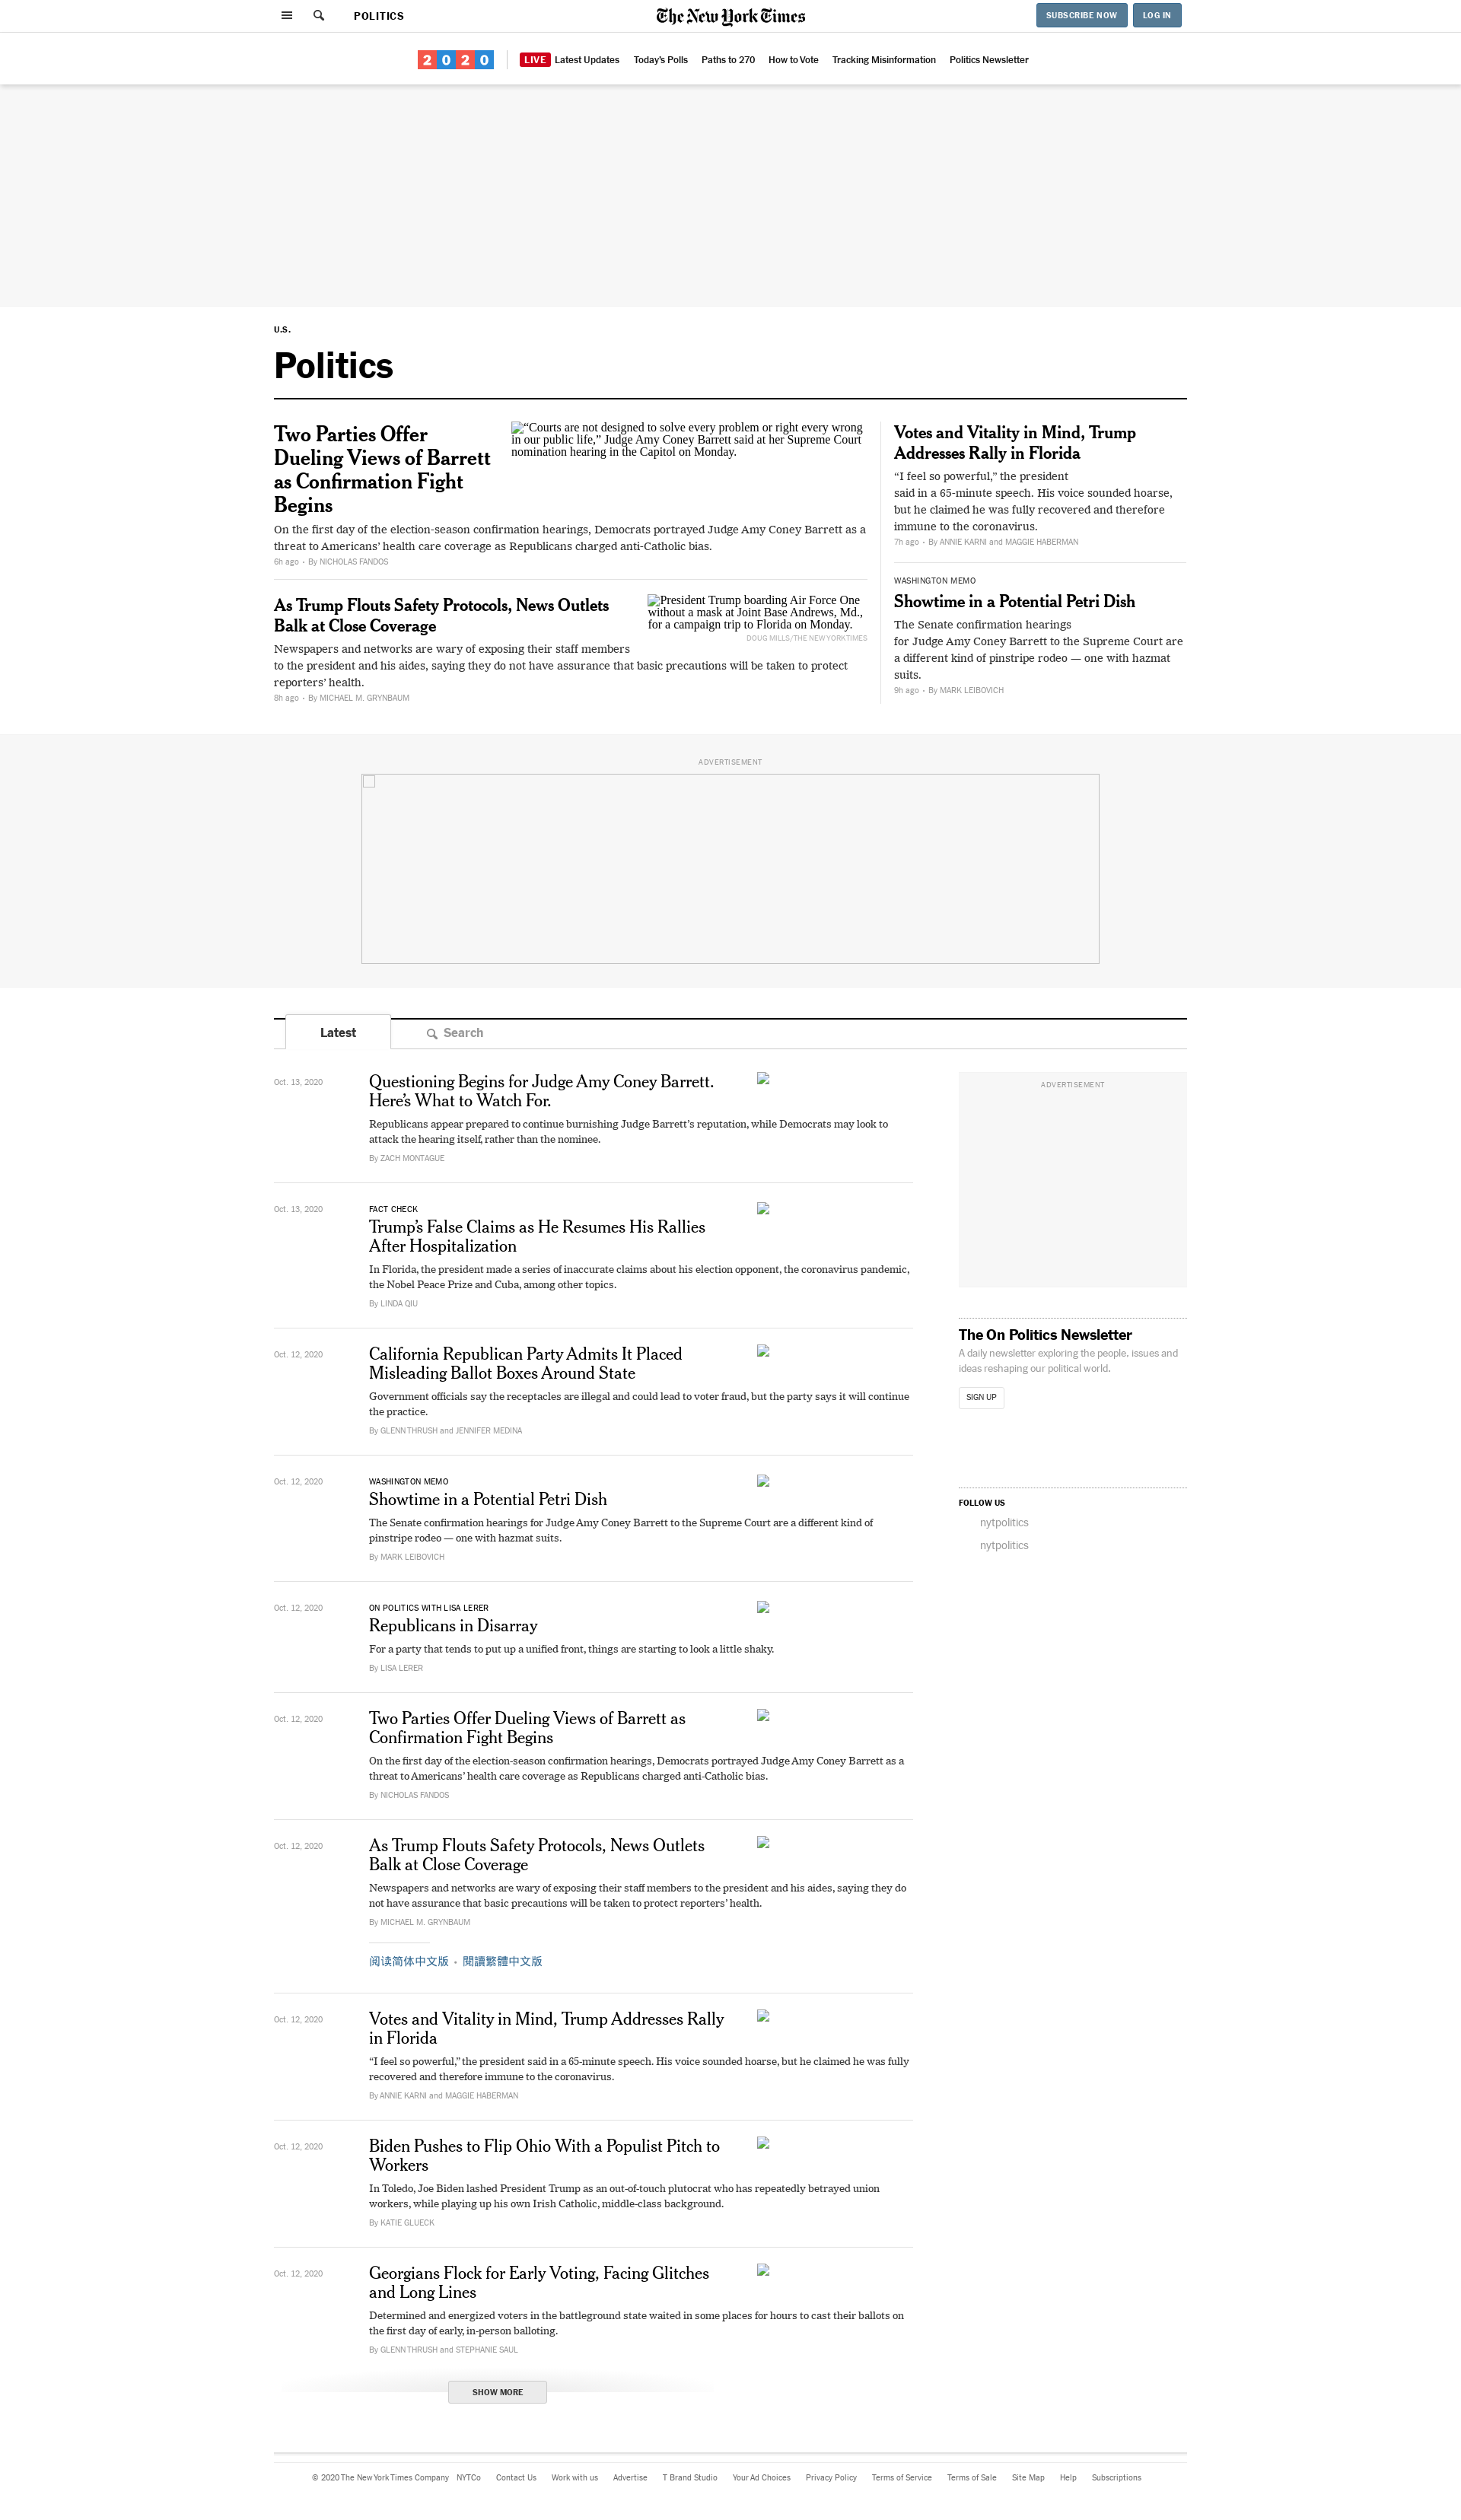 POLITICS
The New York Times
SUBSCRIBE NOW
LOG IN
2020
LIVE Latest Updates
Today's Polls
Paths to 270
How to Vote
Tracking Misinformation
Politics Newsletter
U.S.
Politics
Two Parties Offer
Dueling Views of Barrett
as Confirmation Fight
Begins
“Courts are not designed to solve every problem or right every wrong
in our public life,” Judge Amy Coney Barrett said at her Supreme Court
nomination hearing in the Capitol on Monday.
On the first day of the election-season confirmation hearings, Democrats portrayed Judge Amy Coney Barrett as a
threat to Americans’ health care coverage as Republicans charged anti-Catholic bias.
6h ago • By NICHOLAS FANDOS
As Trump Flouts Safety Protocols, News Outlets
Balk at Close Coverage
President Trump boarding Air Force One
without a mask at Joint Base Andrews, Md.,
for a campaign trip to Florida on Monday.
DOUG MILLS/THE NEW YORK TIMES
Newspapers and networks are wary of exposing their staff members
to the president and his aides, saying they do not have assurance that basic precautions will be taken to protect
reporters’ health.
8h ago • By MICHAEL M. GRYNBAUM
Votes and Vitality in Mind, Trump
Addresses Rally in Florida
“I feel so powerful,” the president
said in a 65-minute speech. His voice sounded hoarse,
but he claimed he was fully recovered and therefore
immune to the coronavirus.
7h ago • By ANNIE KARNI and MAGGIE HABERMAN
WASHINGTON MEMO
Showtime in a Potential Petri Dish
The Senate confirmation hearings
for Judge Amy Coney Barrett to the Supreme Court are
a different kind of pinstripe rodeo — one with hazmat
suits.
9h ago • By MARK LEIBOVICH
ADVERTISEMENT
Latest
Search
Oct. 13, 2020
Questioning Begins for Judge Amy Coney Barrett.
Here’s What to Watch For.
Republicans appear prepared to continue burnishing Judge Barrett’s reputation, while Democrats may look to
attack the hearing itself, rather than the nominee.
By ZACH MONTAGUE
Oct. 13, 2020
FACT CHECK
Trump’s False Claims as He Resumes His Rallies
After Hospitalization
In Florida, the president made a series of inaccurate claims about his election opponent, the coronavirus pandemic,
the Nobel Peace Prize and Cuba, among other topics.
By LINDA QIU
Oct. 12, 2020
California Republican Party Admits It Placed
Misleading Ballot Boxes Around State
Government officials say the receptacles are illegal and could lead to voter fraud, but the party says it will continue
the practice.
By GLENN THRUSH and JENNIFER MEDINA
Oct. 12, 2020
WASHINGTON MEMO
Showtime in a Potential Petri Dish
The Senate confirmation hearings for Judge Amy Coney Barrett to the Supreme Court are a different kind of
pinstripe rodeo — one with hazmat suits.
By MARK LEIBOVICH
Oct. 12, 2020
ON POLITICS WITH LISA LERER
Republicans in Disarray
For a party that tends to put up a unified front, things are starting to look a little shaky.
By LISA LERER
Oct. 12, 2020
Two Parties Offer Dueling Views of Barrett as
Confirmation Fight Begins
On the first day of the election-season confirmation hearings, Democrats portrayed Judge Amy Coney Barrett as a
threat to Americans’ health care coverage as Republicans charged anti-Catholic bias.
By NICHOLAS FANDOS
Oct. 12, 2020
As Trump Flouts Safety Protocols, News Outlets
Balk at Close Coverage
Newspapers and networks are wary of exposing their staff members to the president and his aides, saying they do
not have assurance that basic precautions will be taken to protect reporters’ health.
By MICHAEL M. GRYNBAUM
阅读简体中文版 • 閱讀繁體中文版
Oct. 12, 2020
Votes and Vitality in Mind, Trump Addresses Rally
in Florida
“I feel so powerful,” the president said in a 65-minute speech. His voice sounded hoarse, but he claimed he was fully
recovered and therefore immune to the coronavirus.
By ANNIE KARNI and MAGGIE HABERMAN
Oct. 12, 2020
Biden Pushes to Flip Ohio With a Populist Pitch to
Workers
In Toledo, Joe Biden lashed President Trump as an out-of-touch plutocrat who has repeatedly betrayed union
workers, while playing up his own Irish Catholic, middle-class background.
By KATIE GLUECK
Oct. 12, 2020
Georgians Flock for Early Voting, Facing Glitches
and Long Lines
Determined and energized voters in the battleground state waited in some places for hours to cast their ballots on
the first day of early, in-person balloting.
By GLENN THRUSH and STEPHANIE SAUL
SHOW MORE
ADVERTISEMENT
The On Politics Newsletter
A daily newsletter exploring the people, issues and
ideas reshaping our political world.
SIGN UP
FOLLOW US
nytpolitics
nytpolitics
© 2020 The New York Times Company NYTCo Contact Us Work with us Advertise T Brand Studio Your Ad Choices Privacy Policy Terms of Service Terms of Sale Site Map Help Subscriptions